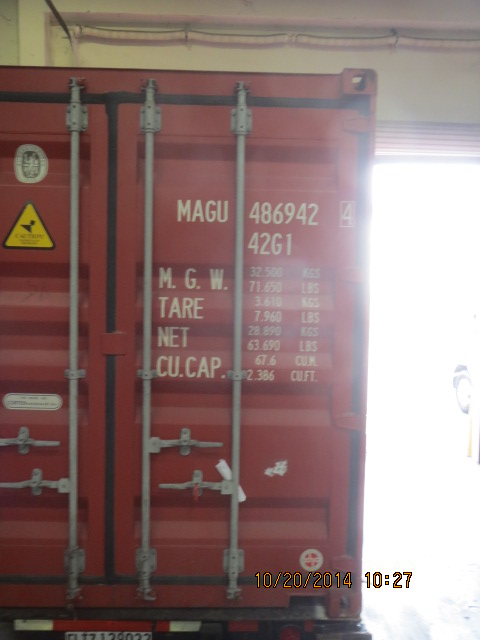 MAGU 486942 4
42G1
M. G. W. 32.500 KGS
71.650 LBS
TARE 3.610 KGS
7.960 LBS
NET 28.890 KGS
63.690 LBS
CU.CAP. 67.6 CU.M.
2.386 CU.FT.
CAUTION
10/20/2014 10:27